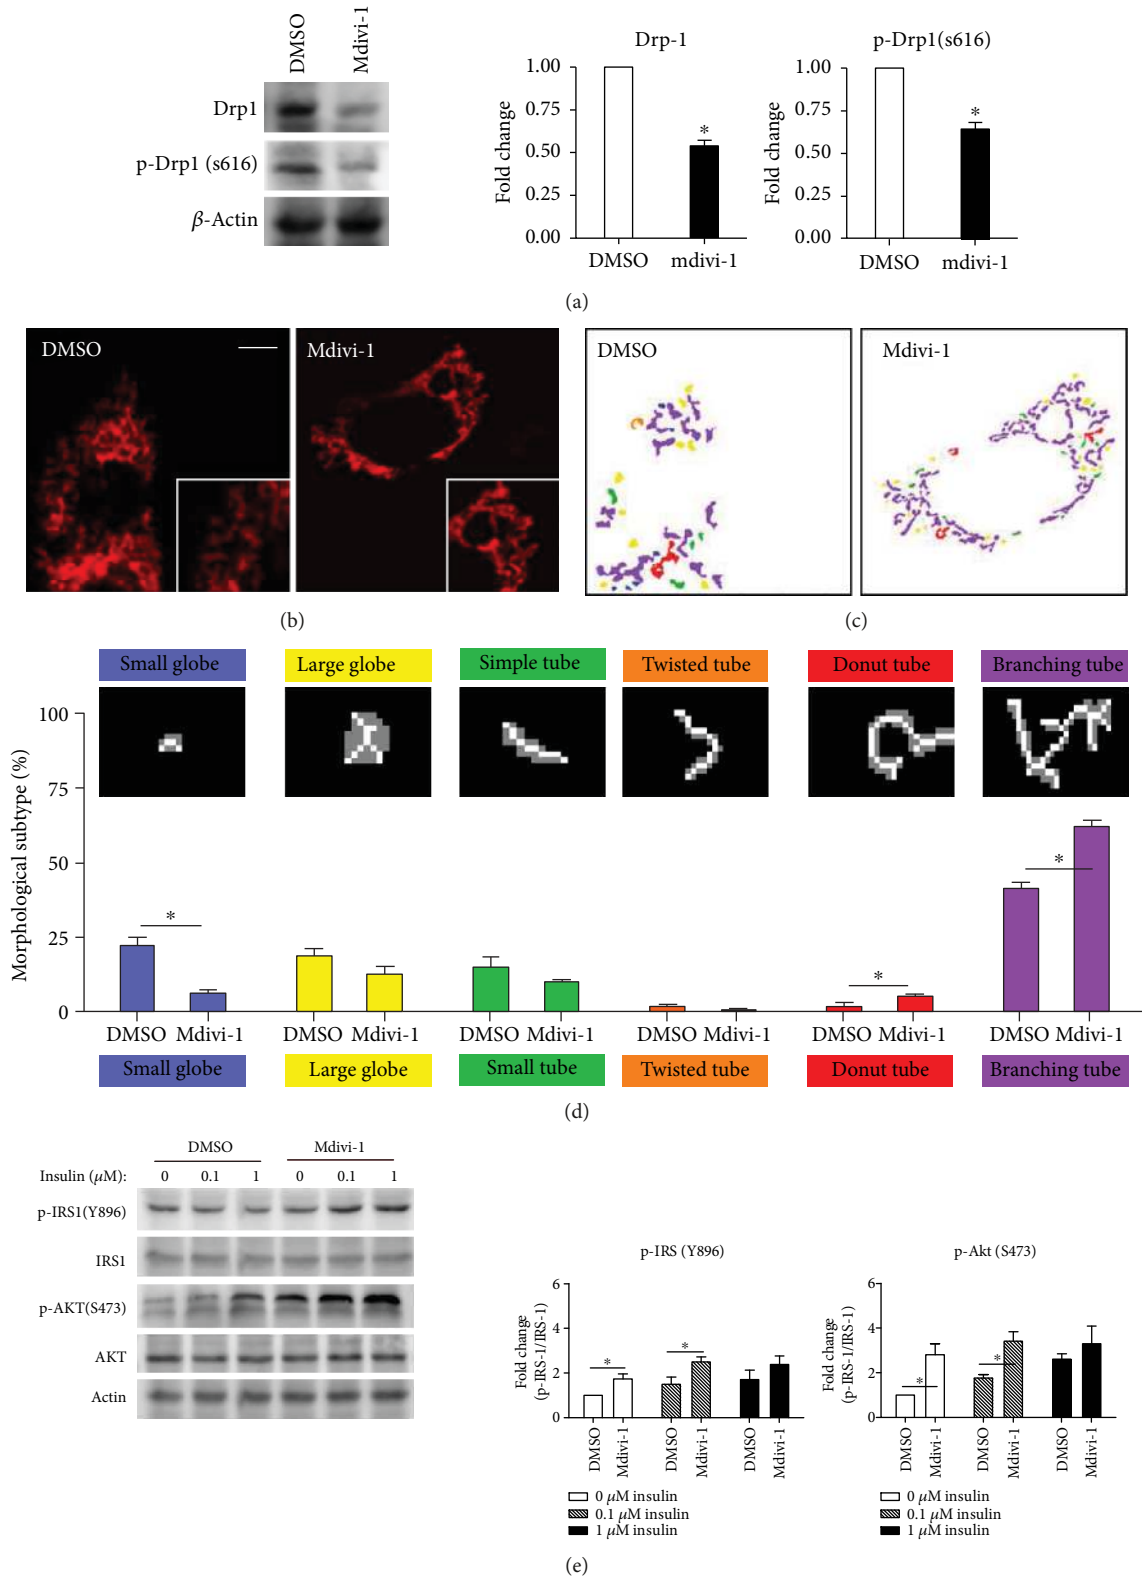 DMSO
Mdivi-1
Drp1
p-Drp1 (s616)
β-Actin
Drp-1
Fold change
1.00
0.75
0.50
0.25
0.00
*
DMSO
mdivi-1
p-Drp1(s616)
Fold change
1.00
0.75
0.50
0.25
0.00
*
DMSO
mdivi-1
(a)
DMSO
Mdivi-1
(b)
DMSO
Mdivi-1
(c)
Small globe
Large globe
Simple tube
Twisted tube
Donut tube
Branching tube
Morphological subtype (%)
100
75
50
25
0
*
*
*
DMSO Mdivi-1
DMSO Mdivi-1
DMSO Mdivi-1
DMSO Mdivi-1
DMSO Mdivi-1
DMSO Mdivi-1
Small globe
Large globe
Small tube
Twisted tube
Donut tube
Branching tube
(d)
DMSO
Mdivi-1
Insulin (μM): 0 0.1 1 0 0.1 1
p-IRS1(Y896)
IRS1
p-AKT(S473)
AKT
Actin
p-IRS (Y896)
Fold change
(p-IRS-1/IRS-1)
6
4
2
0
*
*
DMSO
Mdivi-1
DMSO
Mdivi-1
DMSO
Mdivi-1
0 μM insulin
0.1 μM insulin
1 μM insulin
p-Akt (S473)
Fold change
(p-IRS-1/IRS-1)
6
4
2
0
*
*
DMSO
Mdivi-1
DMSO
Mdivi-1
DMSO
Mdivi-1
0 μM insulin
0.1 μM insulin
1 μM insulin
(e)